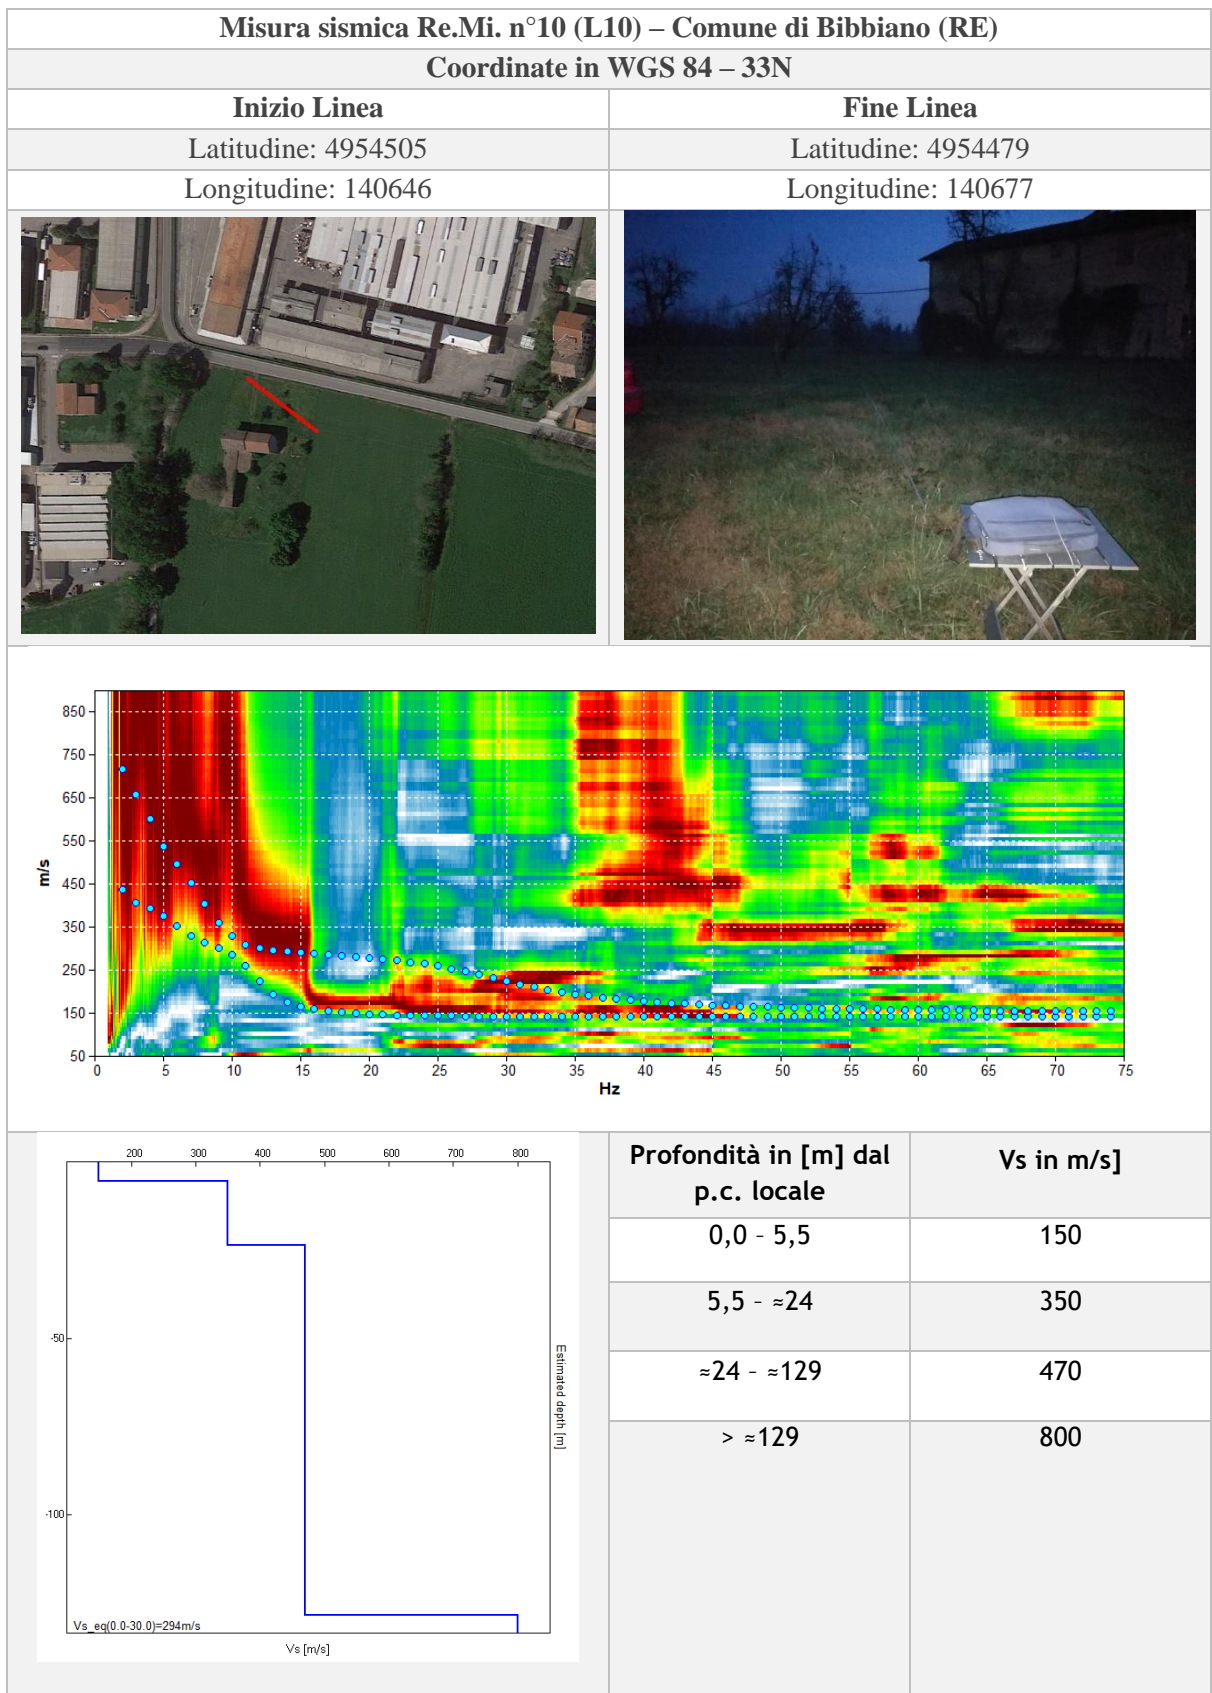 Misura sismica Re.Mi. n°10 (L10) – Comune di Bibbiano (RE)
Coordinate in WGS 84 – 33N
Inizio Linea
Fine Linea
Latitudine: 4954505
Latitudine: 4954479
Longitudine: 140646
Longitudine: 140677
850
750
650
550
450
350
250
150
50
m/s
0 5 10 15 20 25 30 35 40 45 50 55 60 65 70 75
Hz
200 300 400 500 600 700 800
-50
-100
Estimated depth [m]
Vs_eq(0.0-30.0)=294m/s
Vs [m/s]
Profondità in [m] dal
p.c. locale
Vs in m/s]
0,0 – 5,5
150
5,5 – ≈24
350
≈24 – ≈129
470
> ≈129
800